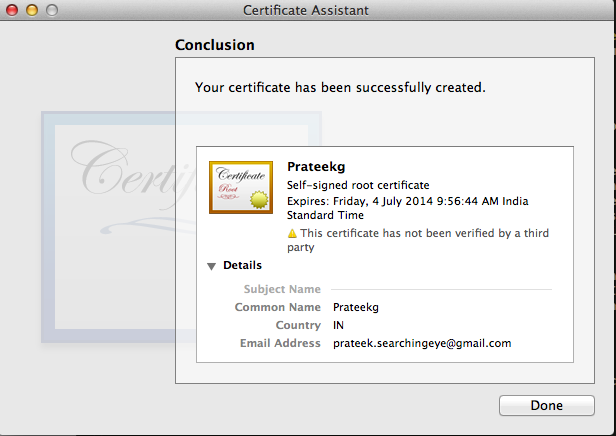 Certificate Assistant
Conclusion
Your certificate has been successfully created.
Certif
Certificate
Root
Prateekg
Self-signed root certificate
Expires: Friday, 4 July 2014 9:56:44 AM India
Standard Time
This certificate has not been verified by a third
party
Details
Subject Name
Common Name Prateekg
Country IN
Email Address prateek.searchingeye@gmail.com
Done